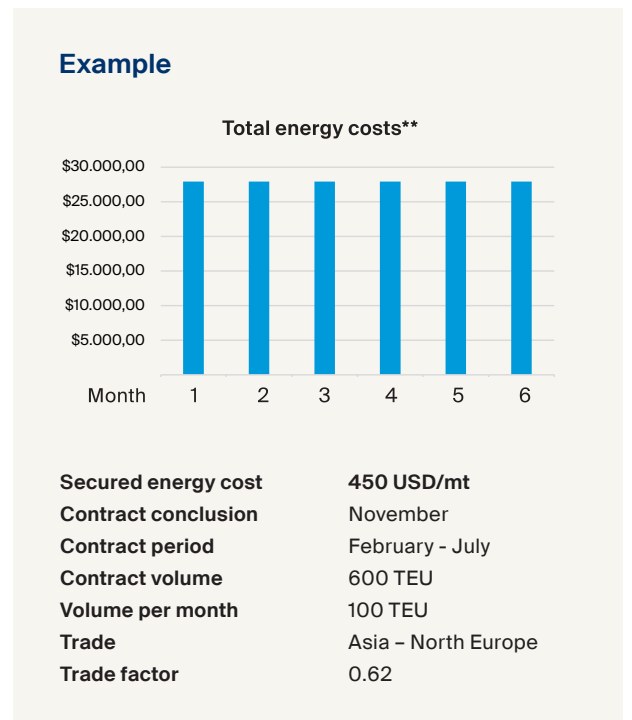 Example
Total energy costs**
$30.000,00
$25.000,00
$20.000,00
$15.000,00
$10.000,00
$5.000,00
Month 1 2 3 4 5 6
Secured energy cost 450 USD/mt
Contract conclusion November
Contract period February - July
Contract volume 600 TEU
Volume per month 100 TEU
Trade Asia – North Europe
Trade factor 0.62